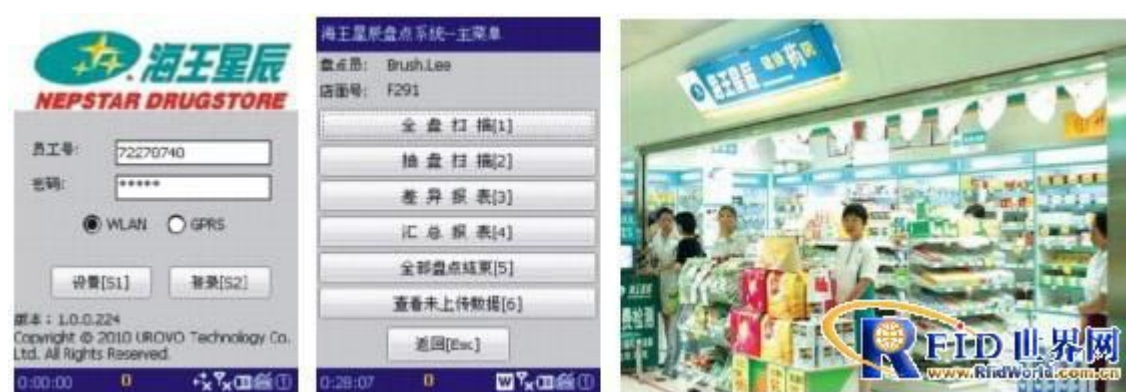 海王星辰
NEPSTAR DRUGSTORE
员工号: 72270740
密码: *****
WLAN GPRS
设置[S1] 登录[S2]
版本：1.0.0.224
Copyright © 2010 UROVO Technology Co.
Ltd. All Rights Reserved.
0:00:00 0
海王星辰盘点系统--主菜单
盘点员: Brush.Lee
店面号: F291
全 盘 扫 描[1]
抽 盘 扫 描[2]
差 异 报 表[3]
汇 总 报 表[4]
全部盘点结束[5]
查看未上传数据[6]
返回[Esc]
0:28:07 0
海王星辰 健康药房
RFID世界网
www.RfidWorld.com.cn